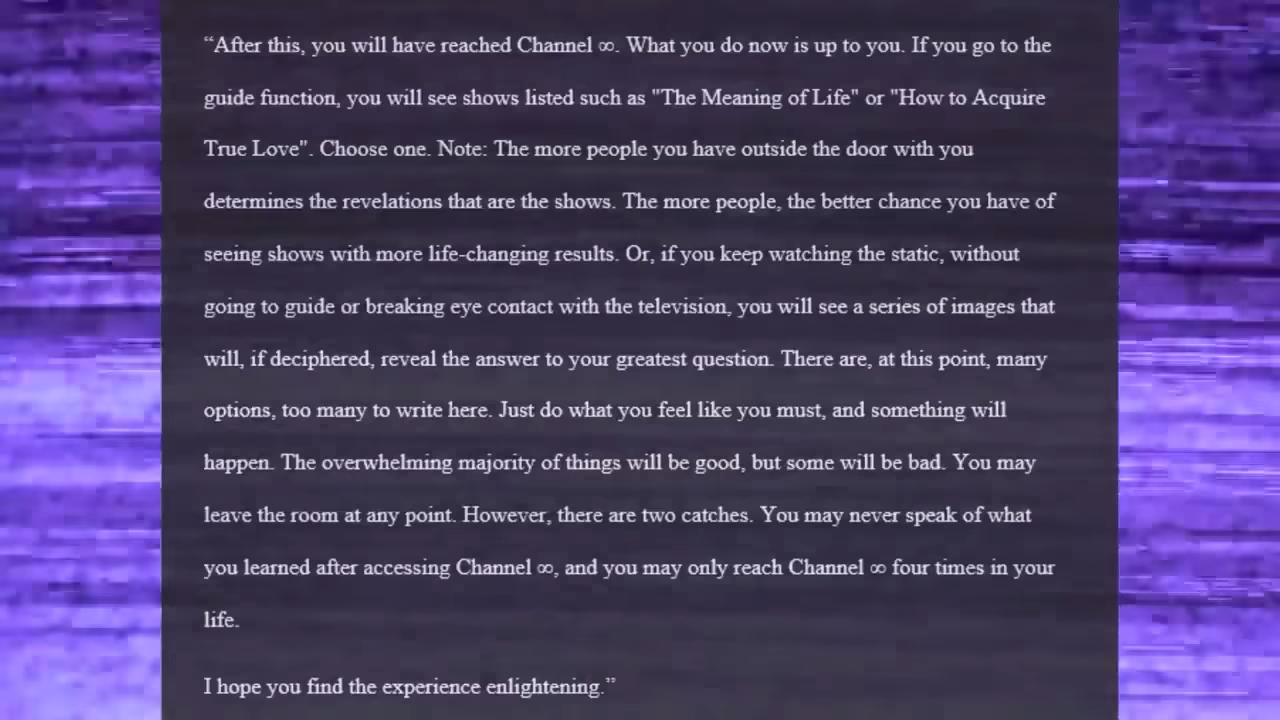 “After this, you will have reached Channel ∞. What you do now is up to you. If you go to the
guide function, you will see shows listed such as "The Meaning of Life" or "How to Acquire
True Love". Choose one. Note: The more people you have outside the door with you
determines the revelations that are the shows. The more people, the better chance you have of
seeing shows with more life-changing results. Or, if you keep watching the static, without
going to guide or breaking eye contact with the television, you will see a series of images that
will, if deciphered, reveal the answer to your greatest question. There are, at this point, many
options, too many to write here. Just do what you feel like you must, and something will
happen. The overwhelming majority of things will be good, but some will be bad. You may
leave the room at any point. However, there are two catches. You may never speak of what
you learned after accessing Channel ∞, and you may only reach Channel ∞ four times in your
life.
I hope you find the experience enlightening.”